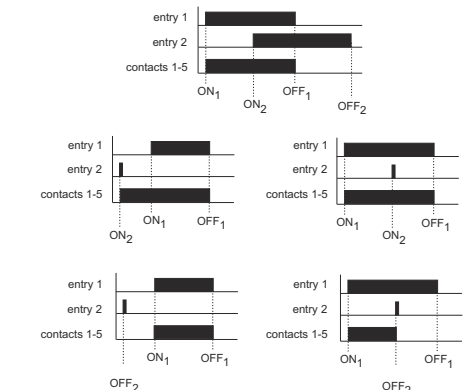 entry 1
entry 2
contacts 1-5
ON1 ON2 OFF1 OFF2
entry 1
entry 2
contacts 1-5
ON2 ON1 OFF1
entry 1
entry 2
contacts 1-5
ON1 ON2 OFF1
entry 1
entry 2
contacts 1-5
OFF2 ON1 OFF1
entry 1
entry 2
contacts 1-5
ON1 OFF2 OFF1